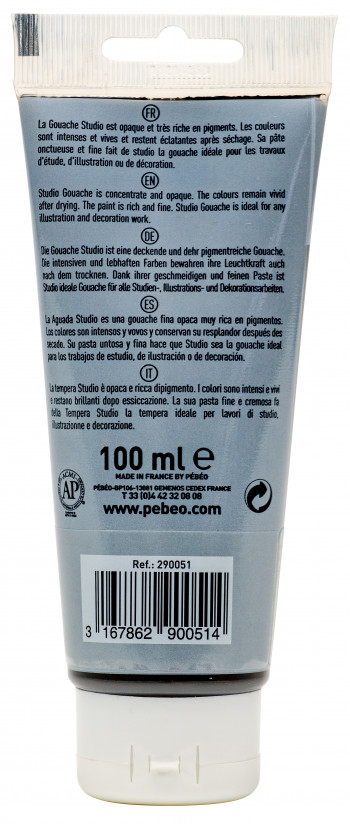 FR
La Gouache Studio est opaque et très riche en pigments. Les couleurs
sont intenses et vives et restent éclatantes après séchage. Sa pâte
onctueuse et fine fait de studio la gouache idéale pour les travaux
d'étude, d'illustration ou de décoration.
EN
Studio Gouache is concentrate and opaque. The colours remain vivid
after drying. The paint is rich and fine. Studio Gouache is ideal for any
illustration and decoration work.
DE
Die Gouache Studio ist eine deckende und dehr pigmentreiche Gouache.
Die intensiven und lebhaften Farben bewahren ihre Leuchtkraft auch
nach dem trocknen. Dank ihrer geschmeidigen und feinen Paste ist
Studio ideale Gouache für alle Studien-, Illustrations- und Dekorationsarbeiten.
ES
La Aguada Studio es una gouache fina opaca muy rica en pigmentos.
Los colores son intensos y vovos y conservan su resplandor después des
secado. Su pasta untosa y fina hace que Studio sea la gouache ideal
para los trabajos de estudio, de ilustración o de decoración.
IT
La tempera Studio è opaca e ricca dipigmento. I colori sono intensi e vivi
e restano brillanti dopo essiccazione. La sua pasta fine e cremosa fa
della Tempera Studio la tempera ideale per lavori di studio,
illustrazione e decorazione.
100 ml e
MADE IN FRANCE BY PÉBÉO
PÉBÉO-BP106-13881 GEMENOS CEDEX FRANCE
T 33 (0)4 42 32 08 08
www.pebeo.com
ACMI
AP
Ref.: 290051
3 167862 900514